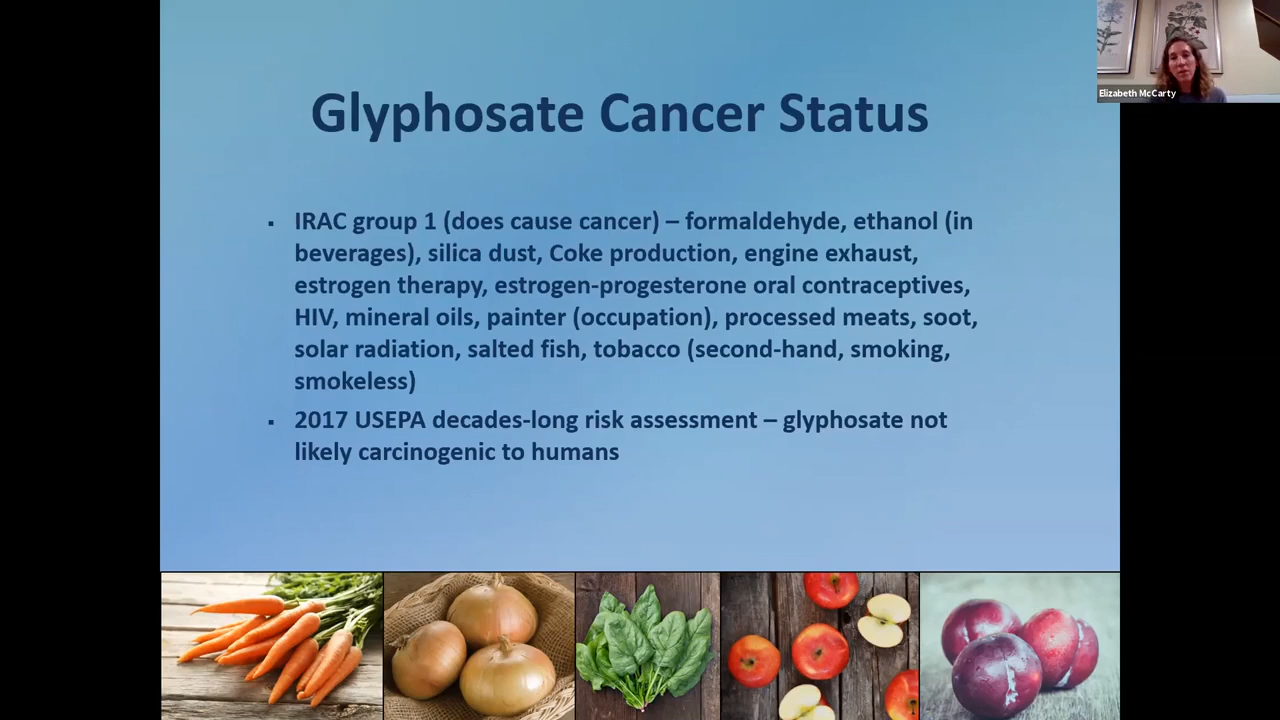 Elizabeth McCarty
Glyphosate Cancer Status
▪ IRAC group 1 (does cause cancer) – formaldehyde, ethanol (in
beverages), silica dust, Coke production, engine exhaust,
estrogen therapy, estrogen-progesterone oral contraceptives,
HIV, mineral oils, painter (occupation), processed meats, soot,
solar radiation, salted fish, tobacco (second-hand, smoking,
smokeless)
▪ 2017 USEPA decades-long risk assessment – glyphosate not
likely carcinogenic to humans